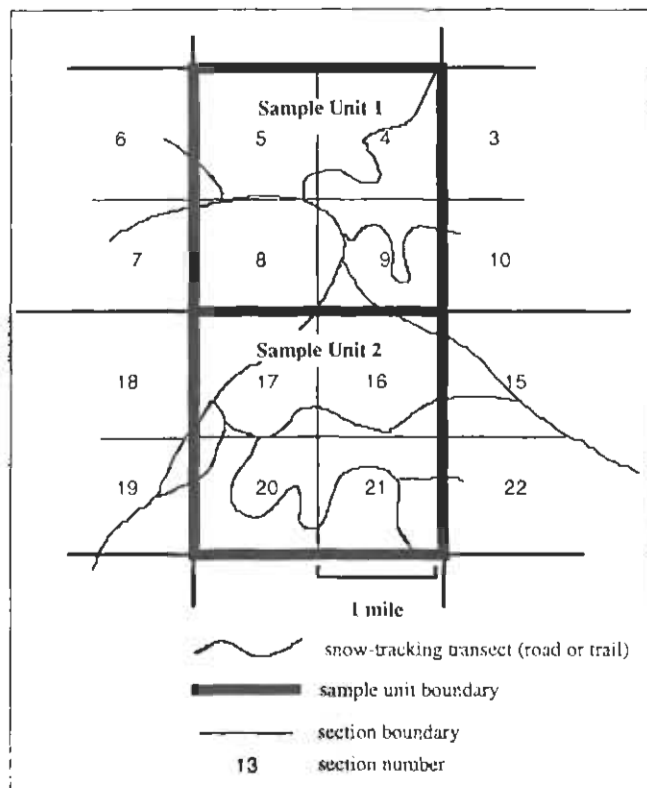 Sample Unit 1
6 5 4 3
7 8 9 10
Sample Unit 2
18 17 16 15
19 20 21 22
1 mile
snow-tracking transect (road or trail)
sample unit boundary
section boundary
13 section number